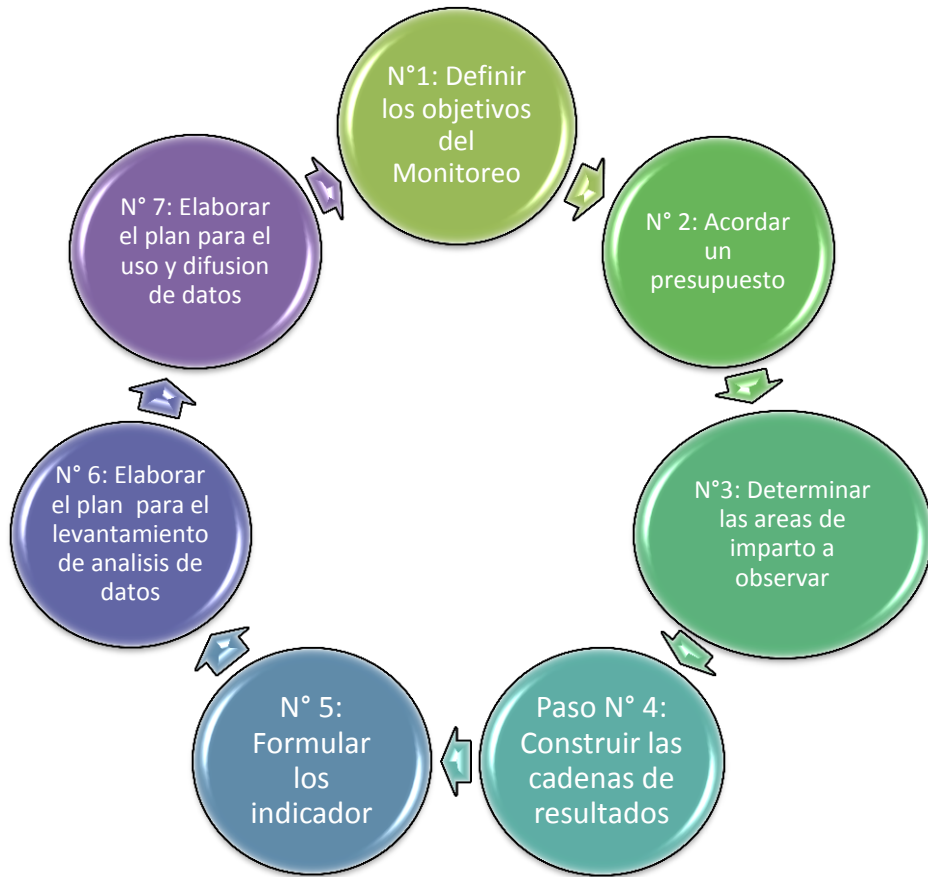 N°1: Definir
los objetivos
del
Monitoreo
N° 2: Acordar
un
presupuesto
N°3: Determinar
las areas de
imparto a
observar
Paso N° 4:
Construir las
cadenas de
resultados
N° 5:
Formular
los
indicador
N° 6: Elaborar
el plan para el
levantamiento
de analisis de
datos
N° 7: Elaborar
el plan para el
uso y difusion
de datos